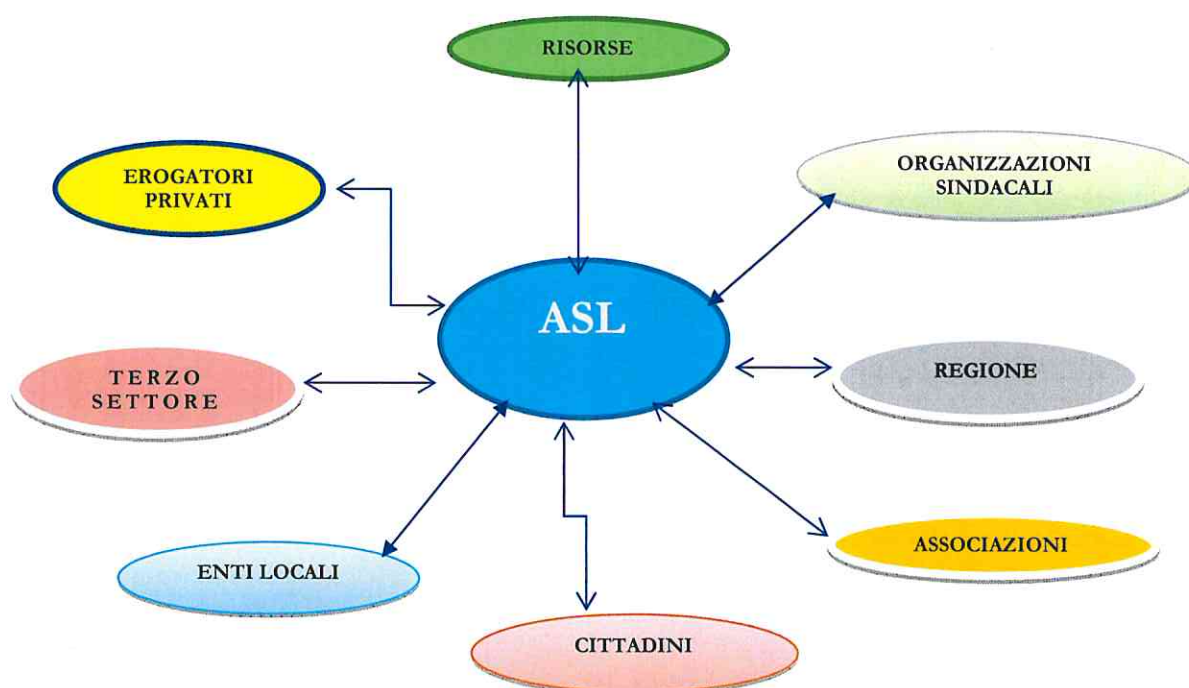 RISORSE
EROGATORI
PRIVATI
ORGANIZZAZIONI
SINDACALI
ASL
TERZO
SETTORE
REGIONE
ENTI LOCALI
ASSOCIAZIONI
CITTADINI